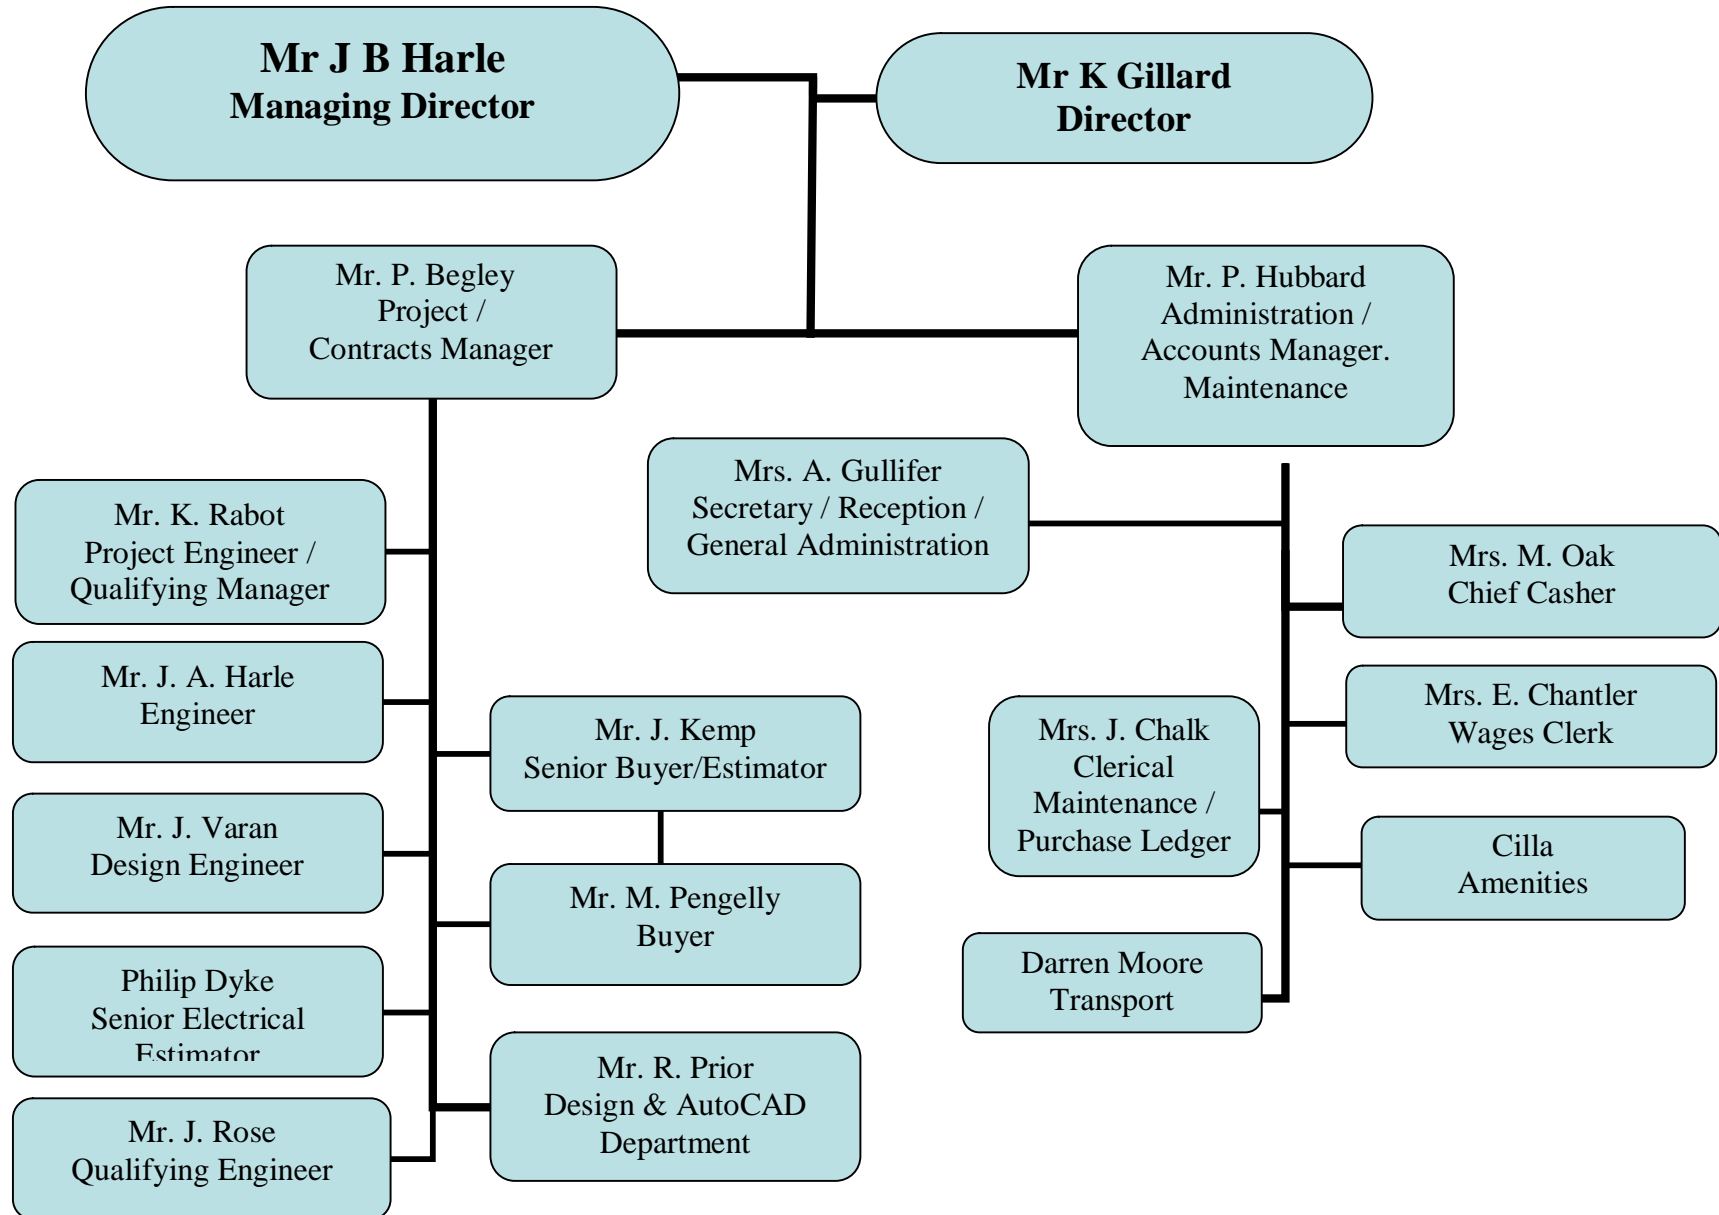 Mr J B Harle
Managing Director
Mr K Gillard
Director
Mr. P. Begley
Project /
Contracts Manager
Mr. P. Hubbard
Administration /
Accounts Manager.
Maintenance
Mrs. A. Gullifer
Secretary / Reception /
General Administration
Mr. K. Rabot
Project Engineer /
Qualifying Manager
Mrs. M. Oak
Chief Casher
Mr. J. A. Harle
Engineer
Mr. J. Kemp
Senior Buyer/Estimator
Mrs. J. Chalk
Clerical
Maintenance /
Purchase Ledger
Mrs. E. Chantler
Wages Clerk
Mr. J. Varan
Design Engineer
Mr. M. Pengelly
Buyer
Cilla
Amenities
Philip Dyke
Senior Electrical
Estimator
Darren Moore
Transport
Mr. R. Prior
Design & AutoCAD
Department
Mr. J. Rose
Qualifying Engineer